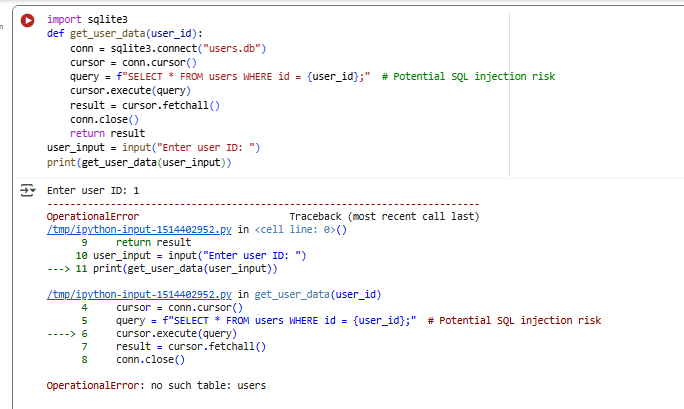 import sqlite3
def get_user_data(user_id):
    conn = sqlite3.connect("users.db")
    cursor = conn.cursor()
    query = f"SELECT * FROM users WHERE id = {user_id};"  # Potential SQL injection risk
    cursor.execute(query)
    result = cursor.fetchall()
    conn.close()
    return result
user_input = input("Enter user ID: ")
print(get_user_data(user_input))
Enter user ID: 1
---------------------------------------------------------------------------
OperationalError                          Traceback (most recent call last)
/tmp/ipython-input-1514402952.py in <cell line: 0>()
      9     return result
     10 user_input = input("Enter user ID: ")
---> 11 print(get_user_data(user_input))
/tmp/ipython-input-1514402952.py in get_user_data(user_id)
      4     cursor = conn.cursor()
      5     query = f"SELECT * FROM users WHERE id = {user_id};"  # Potential SQL injection risk
----> 6     cursor.execute(query)
      7     result = cursor.fetchall()
      8     conn.close()
OperationalError: no such table: users